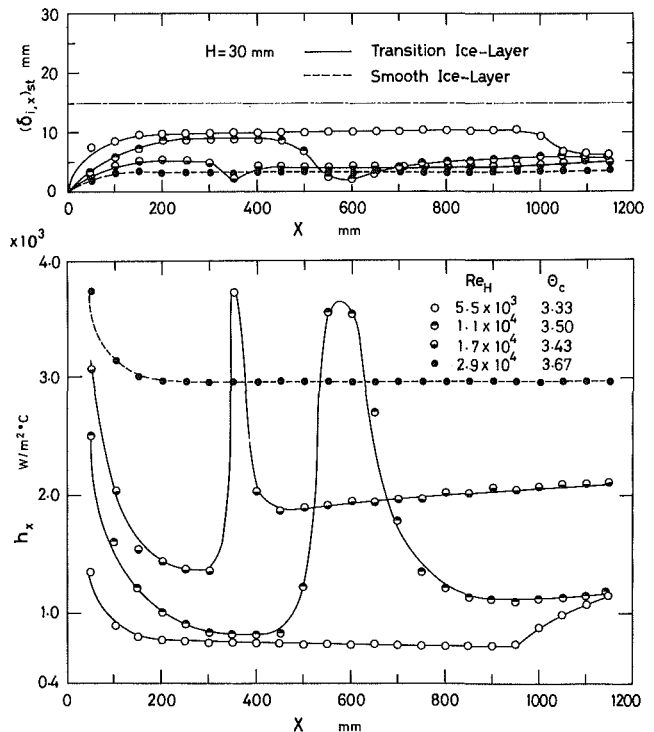 30
20
15
10
5
0
(δi,x)st mm
H=30 mm
Transition Ice-Layer
Smooth Ice-Layer
0 200 400 600 800 1000 1200
X mm
×10³
4.0
3.0
2.0
1.0
0.4
hx W/m²°C
ReH Θc
5.5×10³ 3.33
1.1×10⁴ 3.50
1.7×10⁴ 3.43
2.9×10⁴ 3.67
0 200 400 600 800 1000 1200
X mm